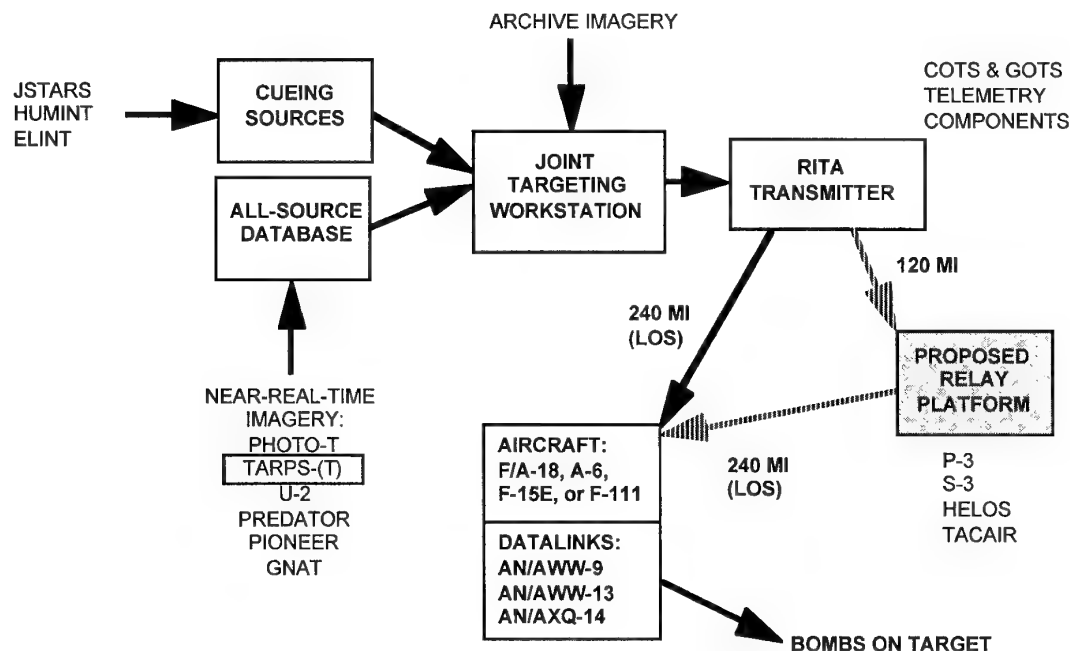 ARCHIVE IMAGERY
JSTARS
HUMINT
ELINT
CUEING
SOURCES
ALL-SOURCE
DATABASE
JOINT
TARGETING
WORKSTATION
COTS & GOTS
TELEMETRY
COMPONENTS
RITA
TRANSMITTER
120 MI
240 MI
(LOS)
PROPOSED
RELAY
PLATFORM
P-3
S-3
HELOS
TACAIR
240 MI
(LOS)
NEAR-REAL-TIME
IMAGERY:
PHOTO-T
TARPS-(T)
U-2
PREDATOR
PIONEER
GNAT
AIRCRAFT:
F/A-18, A-6,
F-15E, or F-111
DATALINKS:
AN/AWW-9
AN/AWW-13
AN/AXQ-14
BOMBS ON TARGET